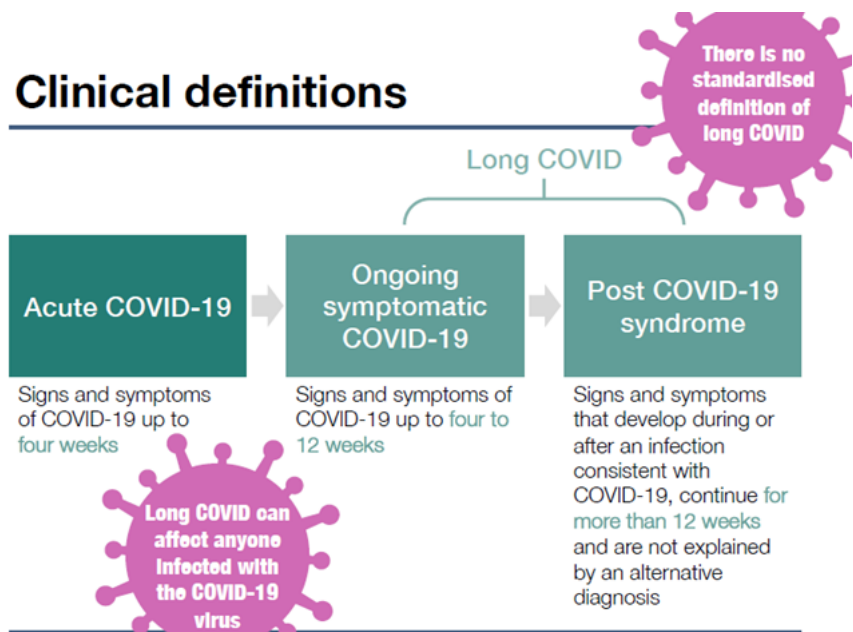 Clinical definitions
There is no
standardised
definition of
long COVID
Long COVID
Acute COVID-19
Ongoing
symptomatic
COVID-19
Post COVID-19
syndrome
Signs and symptoms
of COVID-19 up to
four weeks
Signs and symptoms of
COVID-19 up to four to
12 weeks
Signs and symptoms
that develop during or
after an infection
consistent with
COVID-19, continue for
more than 12 weeks
and are not explained
by an alternative
diagnosis
Long COVID can
affect anyone
infected with
the COVID-19
virus